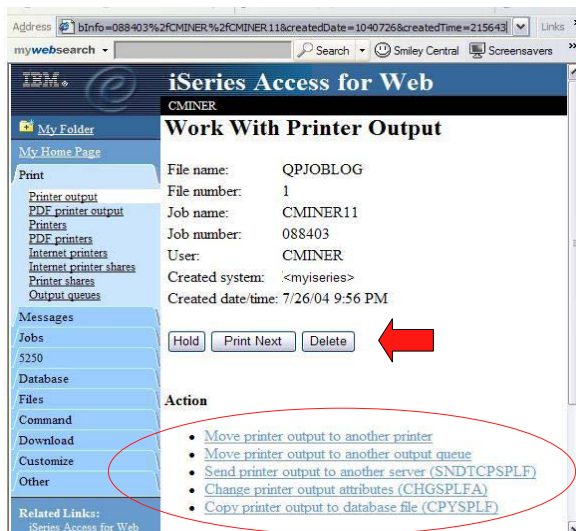 Address bInfo=088403%2fCMINER%2fCMINER11&createdDate=1040726&createdTime=215643 Links »
mywebsearch Search Smiley Central Screensavers »
IBM. iSeries Access for Web
CMINER
My Folder
My Home Page
Print
Printer output
PDF printer output
Printers
PDF printers
Internet printers
Internet printer shares
Printer shares
Output queues
Messages
Jobs
5250
Database
Files
Command
Download
Customize
Other
Related Links:
iSeries Access for Web
Work With Printer Output
File name: QPJOBLOG
File number: 1
Job name: CMINER11
Job number: 088403
User: CMINER
Created system: <myiseries>
Created date/time: 7/26/04 9:56 PM
Hold Print Next Delete
Action
• Move printer output to another printer
• Move printer output to another output queue
• Send printer output to another server (SNDTCPSPLF)
• Change printer output attributes (CHGSPLFA)
• Copy printer output to database file (CPYSPLF)